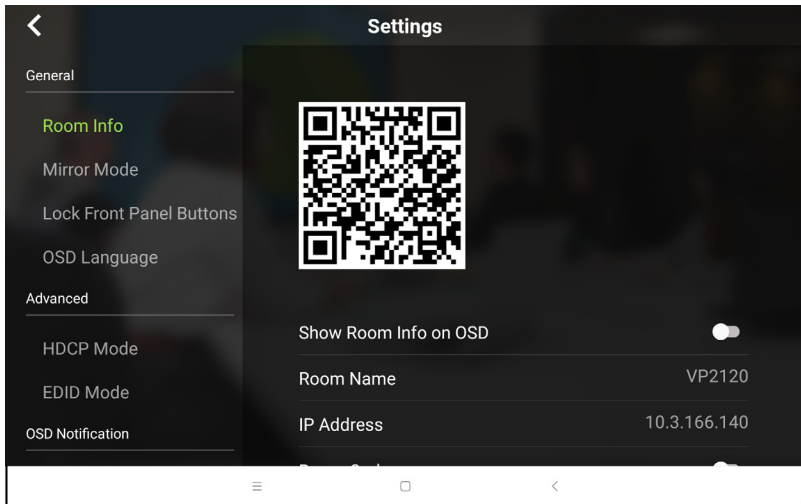 Settings
General
Room Info
Mirror Mode
Lock Front Panel Buttons
OSD Language
Advanced
HDCP Mode
EDID Mode
OSD Notification
Show Room Info on OSD
Room Name VP2120
IP Address 10.3.166.140